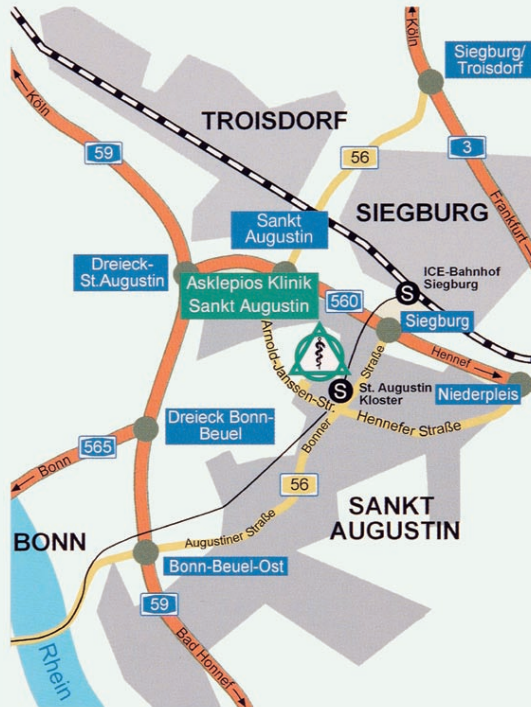 Köln
Siegburg/
Troisdorf
Köln
TROISDORF
59
56
3
SIEGBURG
Frankfurt
Sankt
Augustin
ICE-Bahnhof
Siegburg
S
Dreieck-
St.Augustin
Asklepios Klinik
Sankt Augustin
560
Siegburg
Arnold-Janssen-Str.
Bonner Straße
Hennef
S
St. Augustin
Kloster
Niederpleis
Hennefer Straße
Dreieck Bonn-
Beuel
565
Bonn
56
SANKT
AUGUSTIN
BONN
Augustiner Straße
Bonn-Beuel-Ost
59
Bad Honnef
Rhein